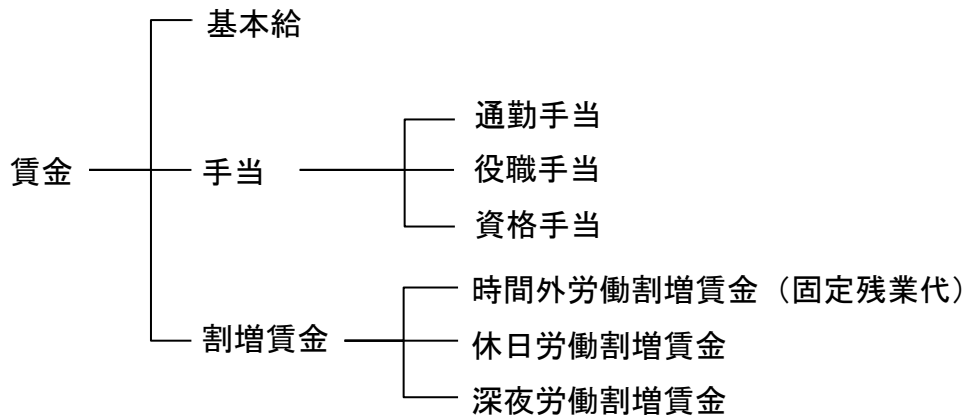 基本給
通勤手当
賃金
手当
役職手当
資格手当
時間外労働割増賃金（固定残業代）
割増賃金
休日労働割増賃金
深夜労働割増賃金